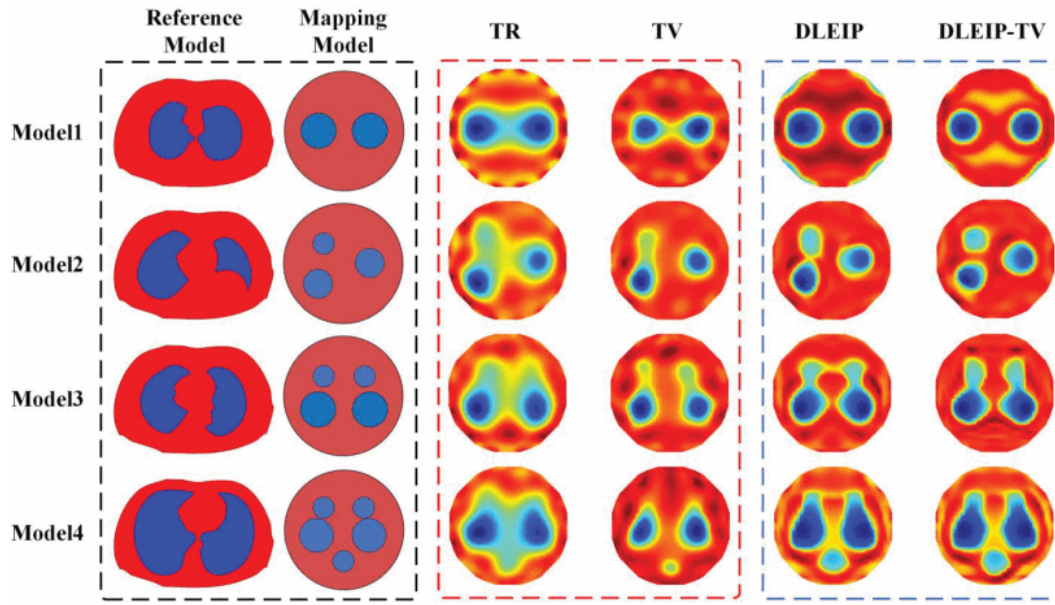 Reference Model
Mapping Model
TR
TV
DLEIP
DLEIP-TV
Model1
Model2
Model3
Model4